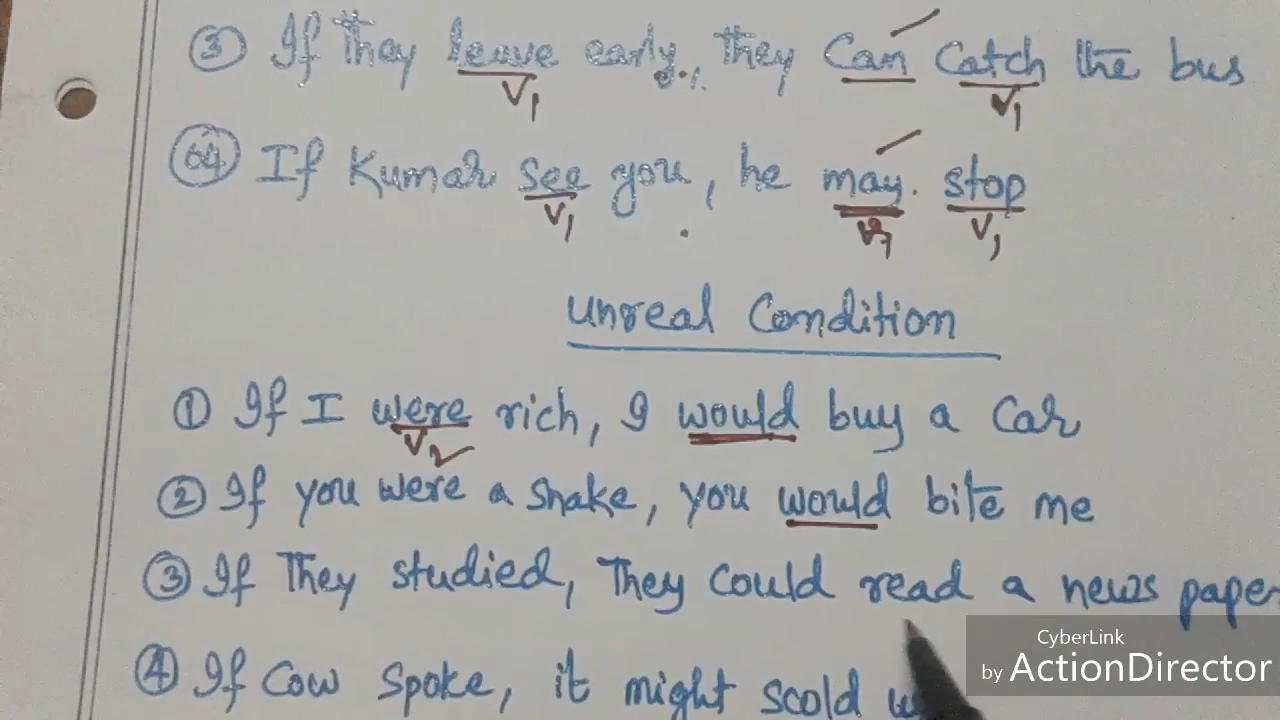 ③ If They leave early, They Can Catch the bus
V1 V1
04 If Kumar see you, he may. stop
V1 V1
Unreal Condition
① If I were rich, I would buy a Car
V2
② If you were a snake, you would bite me
③ If They studied, They Could read a news paper
④ If Cow Spoke, it might scold
CyberLink
by ActionDirector